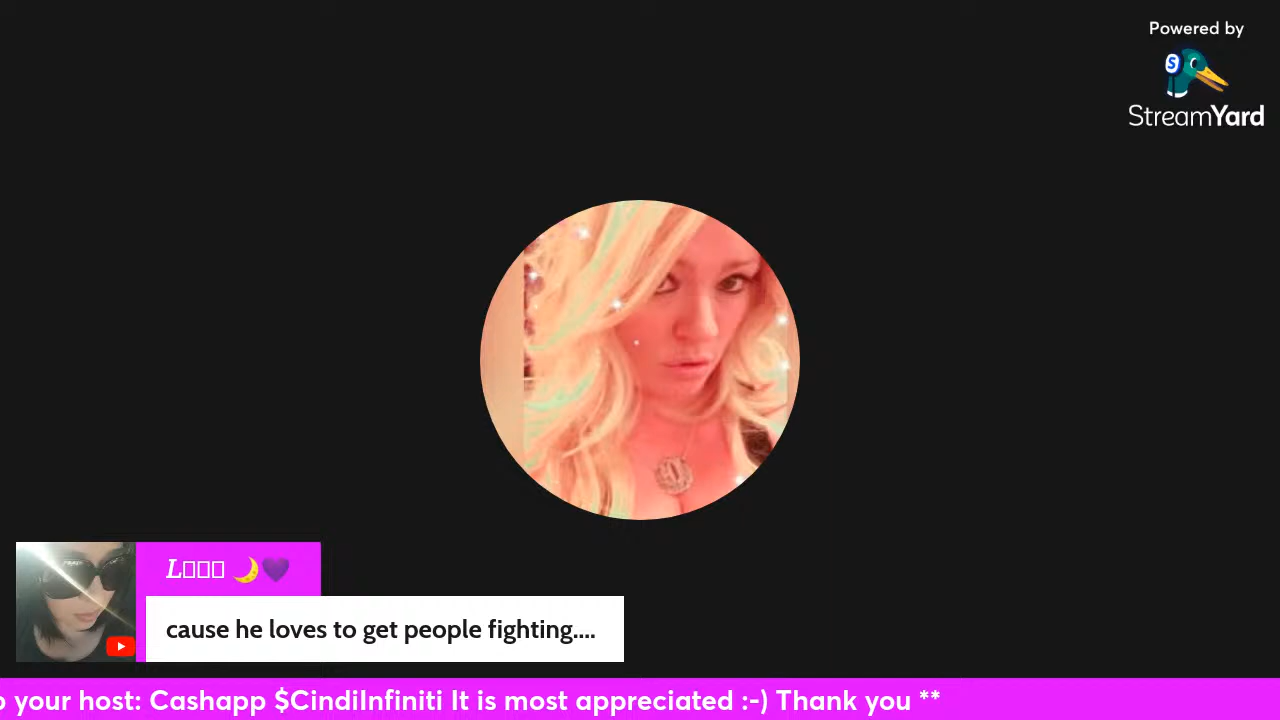 Powered by
StreamYard
L
cause he loves to get people fighting....
your host: Cashapp $CindiInfiniti It is most appreciated :-) Thank you **